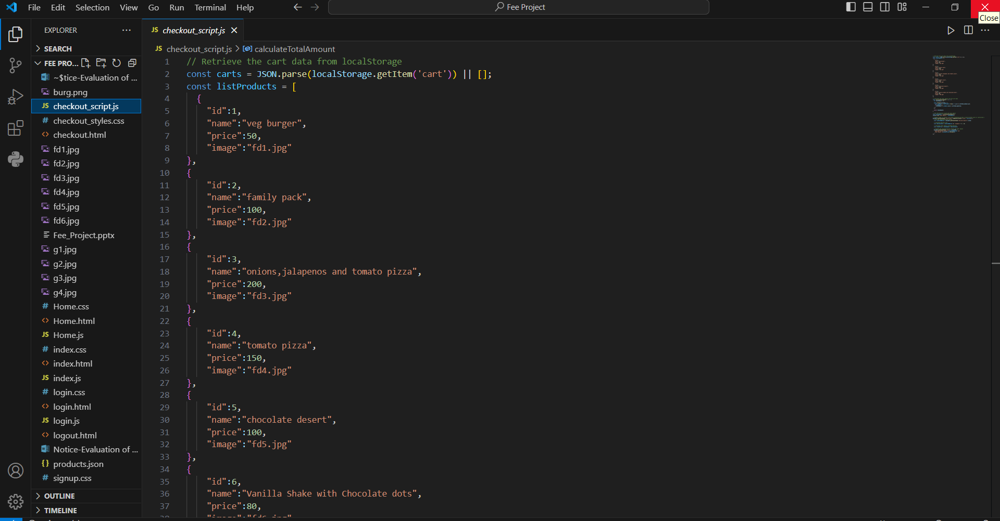 File Edit Selection View Go Run Terminal Help
Fee Project
Close
EXPLORER
SEARCH
FEE PRO...
~$tice-Evaluation of ...
burg.png
checkout_script.js
checkout_styles.css
checkout.html
fd1.jpg
fd2.jpg
fd3.jpg
fd4.jpg
fd5.jpg
fd6.jpg
Fee_Project.pptx
g1.jpg
g2.jpg
g3.jpg
g4.jpg
Home.css
Home.html
Home.js
index.css
index.html
index.js
login.css
login.html
login.js
logout.html
Notice-Evaluation of ...
products.json
signup.css
OUTLINE
TIMELINE
JS checkout_script.js
JS checkout_script.js > calculateTotalAmount
1 // Retrieve the cart data from localStorage
2 const carts = JSON.parse(localStorage.getItem('cart')) || [];
3 const listProducts = [
4 {
5 "id":1,
6 "name":"veg burger",
7 "price":50,
8 "image":"fd1.jpg"
9 },
10 {
11 "id":2,
12 "name":"family pack",
13 "price":100,
14 "image":"fd2.jpg"
15 },
16 {
17 "id":3,
18 "name":"onions,jalapenos and tomato pizza",
19 "price":200,
20 "image":"fd3.jpg"
21 },
22 {
23 "id":4,
24 "name":"tomato pizza",
25 "price":150,
26 "image":"fd4.jpg"
27 },
28 {
29 "id":5,
30 "name":"chocolate desert",
31 "price":100,
32 "image":"fd5.jpg"
33 },
34 {
35 "id":6,
36 "name":"Vanilla Shake with Chocolate dots",
37 "price":80,
38 "image":"fd6.jpg"